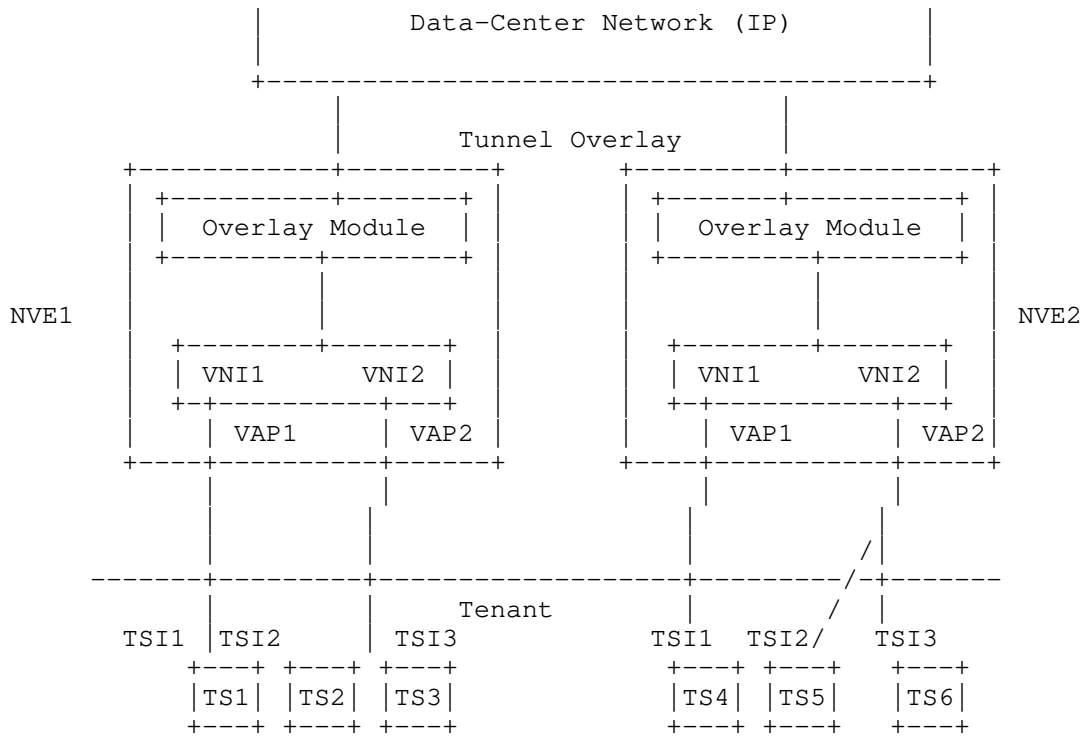 Data-Center Network (IP)
Tunnel Overlay
Overlay Module Overlay Module
NVE1 NVE2
VNI1 VNI2 VNI1 VNI2
VAP1 VAP2 VAP1 VAP2
Tenant
TSI1 TSI2 TSI3 TSI1 TSI2 TSI3
TS1 TS2 TS3 TS4 TS5 TS6